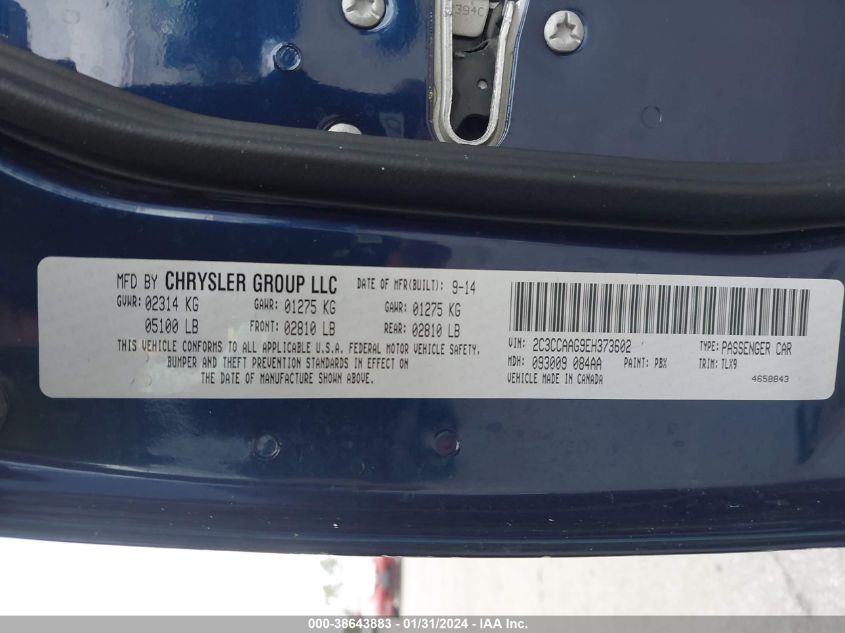 394C
MFD BY CHRYSLER GROUP LLC DATE OF MFR(BUILT): 9-14
GVWR: 02314 KG GAWR: 01275 KG GAWR: 01275 KG
05100 LB FRONT: 02810 LB REAR: 02810 LB
THIS VEHICLE CONFORMS TO ALL APPLICABLE U.S.A. FEDERAL MOTOR VEHICLE SAFETY,
BUMPER AND THEFT PREVENTION STANDARDS IN EFFECT ON
THE DATE OF MANUFACTURE SHOWN ABOVE.
VIN: 2C3CCAAG9EH373602 TYPE: PASSENGER CAR
MDH: 093009 084AA PAINT: PBX TRIM: TLX9
VEHICLE MADE IN CANADA 4658843
000-38643883 / 01/31/2024 - IAA Inc.